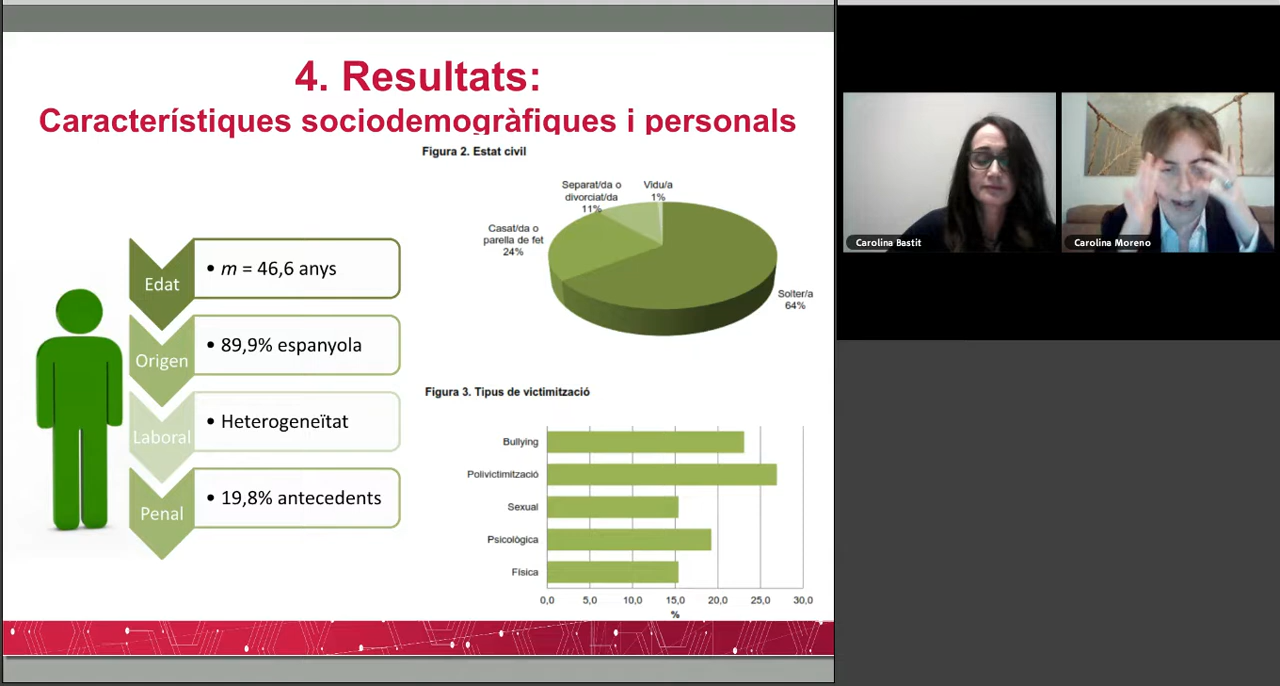 4. Resultats:
Característiques sociodemogràfiques i personals
Edat
• m = 46,6 anys
Origen
• 89,9% espanyola
Laboral
• Heterogeneïtat
Penal
• 19,8% antecedents
Figura 2. Estat civil
Separat/da o
divorciat/da
11%
Vidu/a
1%
Casat/da o
parella de fet
24%
Solter/a
64%
Figura 3. Tipus de victimització
Bullying
Polivictimització
Sexual
Psicològica
Física
0,0 5,0 10,0 15,0 20,0 25,0 30,0
%
Carolina Bastit
Carolina Moreno